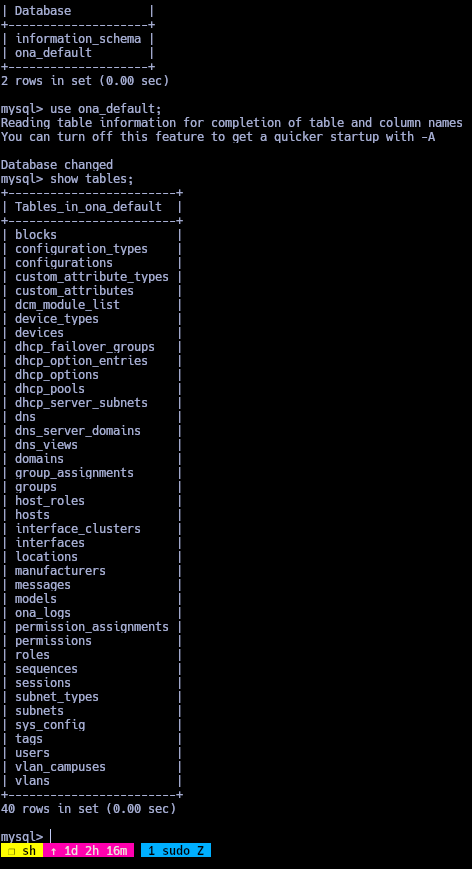 | Database           |
+--------------------+
| information_schema |
| ona_default        |
+--------------------+
2 rows in set (0.00 sec)

mysql> use ona_default;
Reading table information for completion of table and column names
You can turn off this feature to get a quicker startup with -A

Database changed
mysql> show tables;
+------------------------+
| Tables_in_ona_default  |
+------------------------+
| blocks                 |
| configuration_types    |
| configurations         |
| custom_attribute_types |
| custom_attributes      |
| dcm_module_list        |
| device_types           |
| devices                |
| dhcp_failover_groups   |
| dhcp_option_entries    |
| dhcp_options           |
| dhcp_pools             |
| dhcp_server_subnets    |
| dns                    |
| dns_server_domains     |
| dns_views              |
| domains                |
| group_assignments      |
| groups                 |
| host_roles             |
| hosts                  |
| interface_clusters     |
| interfaces             |
| locations              |
| manufacturers          |
| messages               |
| models                 |
| ona_logs               |
| permission_assignments |
| permissions            |
| roles                  |
| sequences              |
| sessions               |
| subnet_types           |
| subnets                |
| sys_config             |
| tags                   |
| users                  |
| vlan_campuses          |
| vlans                  |
+------------------------+
40 rows in set (0.00 sec)

mysql>
❐ sh ↑ 1d 2h 16m 1 sudo Z